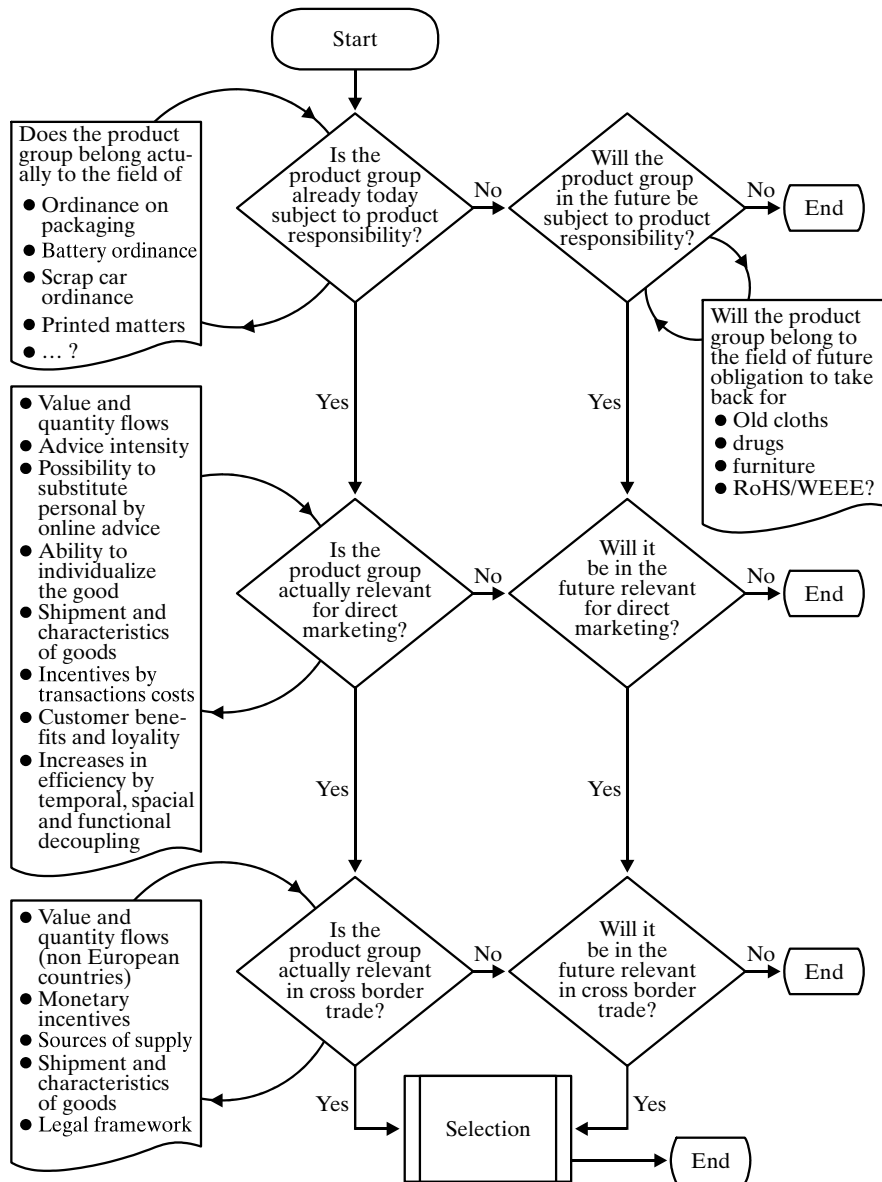 Start
Does the product
group belong actu-
ally to the field of
● Ordinance on
packaging
● Battery ordinance
● Scrap car
ordinance
● Printed matters
● … ?
Is the
product group
already today
subject to product
responsibility?
No
Will the
product group
in the future be
subject to product
responsibility?
No
End
Will the product
group belong to
the field of future
obligation to take
back for
● Old cloths
● drugs
● furniture
● RoHS/WEEE?
Yes
Yes
● Value and
quantity flows
● Advice intensity
● Possibility to
substitute
personal by
online advice
● Ability to
individualize
the good
● Shipment and
characteristics
of goods
● Incentives by
transactions costs
● Customer bene-
fits and loyality
● Increases in
efficiency by
temporal, spacial
and functional
decoupling
Is the
product group
actually relevant
for direct
marketing?
No
Will it
be in the
future relevant
for direct
marketing?
No
End
Yes
Yes
● Value and
quantity flows
(non European
countries)
● Monetary
incentives
● Sources of supply
● Shipment and
characteristics
of goods
● Legal framework
Is the
product group
actually relevant
in cross border
trade?
No
Will it
be in the
future relevant
in cross border
trade?
No
End
Yes
Selection
Yes
End